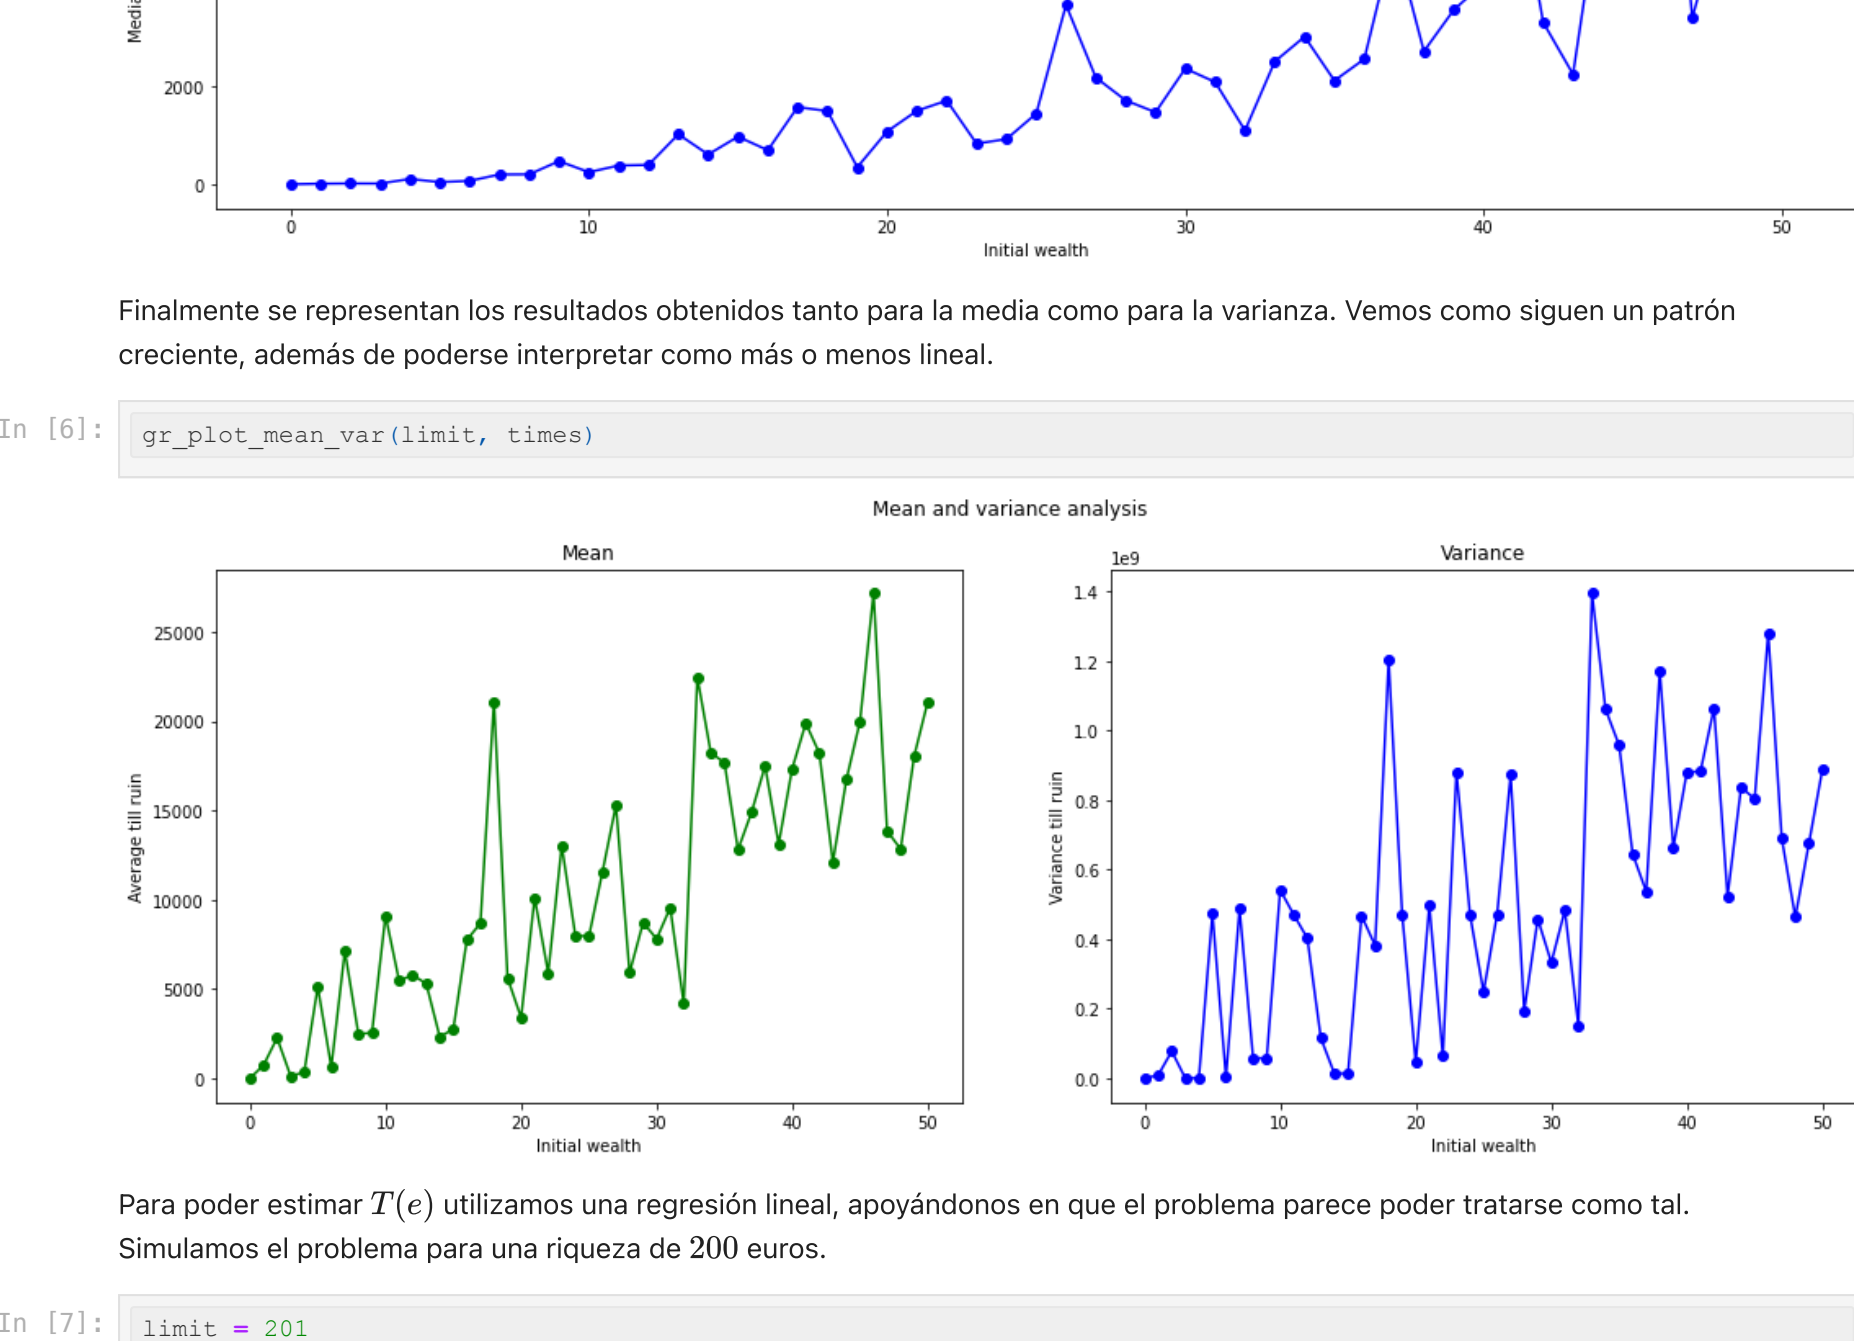 Media
2000
0
0 10 20 30 40 50
Initial wealth
Finalmente se representan los resultados obtenidos tanto para la media como para la varianza. Vemos como siguen un patrón
creciente, además de poderse interpretar como más o menos lineal.
In [6]:
gr_plot_mean_var(limit, times)
Mean and variance analysis
Mean
Average till ruin
25000
20000
15000
10000
5000
0
0 10 20 30 40 50
Initial wealth
Variance
1e9
Variance till ruin
1.4
1.2
1.0
0.8
0.6
0.4
0.2
0.0
0 10 20 30 40 50
Initial wealth
Para poder estimar T(e) utilizamos una regresión lineal, apoyándonos en que el problema parece poder tratarse como tal.
Simulamos el problema para una riqueza de 200 euros.
In [7]:
limit = 201